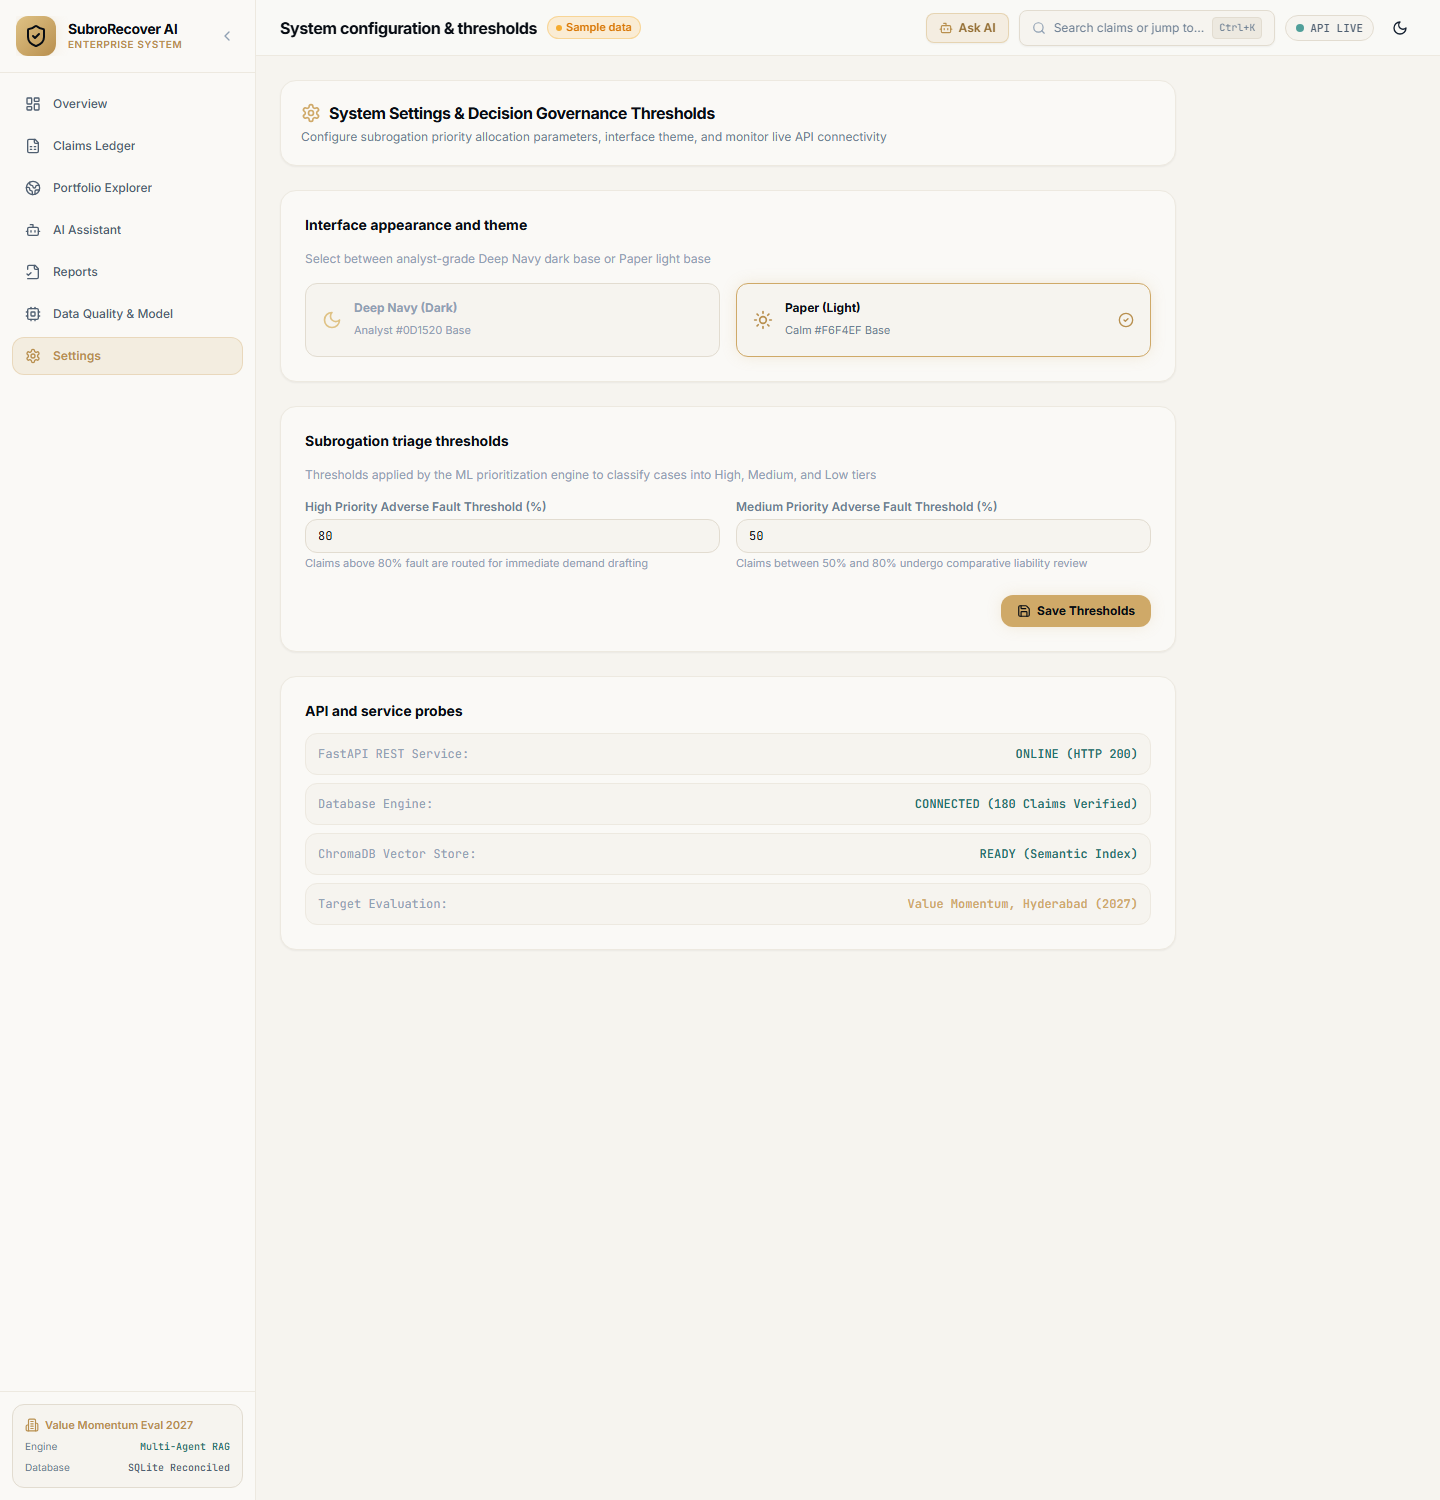 SubroRecover AI
ENTERPRISE SYSTEM
Overview
Claims Ledger
Portfolio Explorer
AI Assistant
Reports
Data Quality & Model
Settings
Value Momentum Eval 2027
Engine Multi-Agent RAG
Database SQLite Reconciled
System configuration & thresholds
Sample data
Ask AI
Search claims or jump to...
Ctrl+K
API LIVE
System Settings & Decision Governance Thresholds
Configure subrogation priority allocation parameters, interface theme, and monitor live API connectivity
Interface appearance and theme
Select between analyst-grade Deep Navy dark base or Paper light base
Deep Navy (Dark)
Analyst #0D1520 Base
Paper (Light)
Calm #F6F4EF Base
Subrogation triage thresholds
Thresholds applied by the ML prioritization engine to classify cases into High, Medium, and Low tiers
High Priority Adverse Fault Threshold (%)
80
Claims above 80% fault are routed for immediate demand drafting
Medium Priority Adverse Fault Threshold (%)
50
Claims between 50% and 80% undergo comparative liability review
Save Thresholds
API and service probes
FastAPI REST Service: ONLINE (HTTP 200)
Database Engine: CONNECTED (180 Claims Verified)
ChromaDB Vector Store: READY (Semantic Index)
Target Evaluation: Value Momentum, Hyderabad (2027)